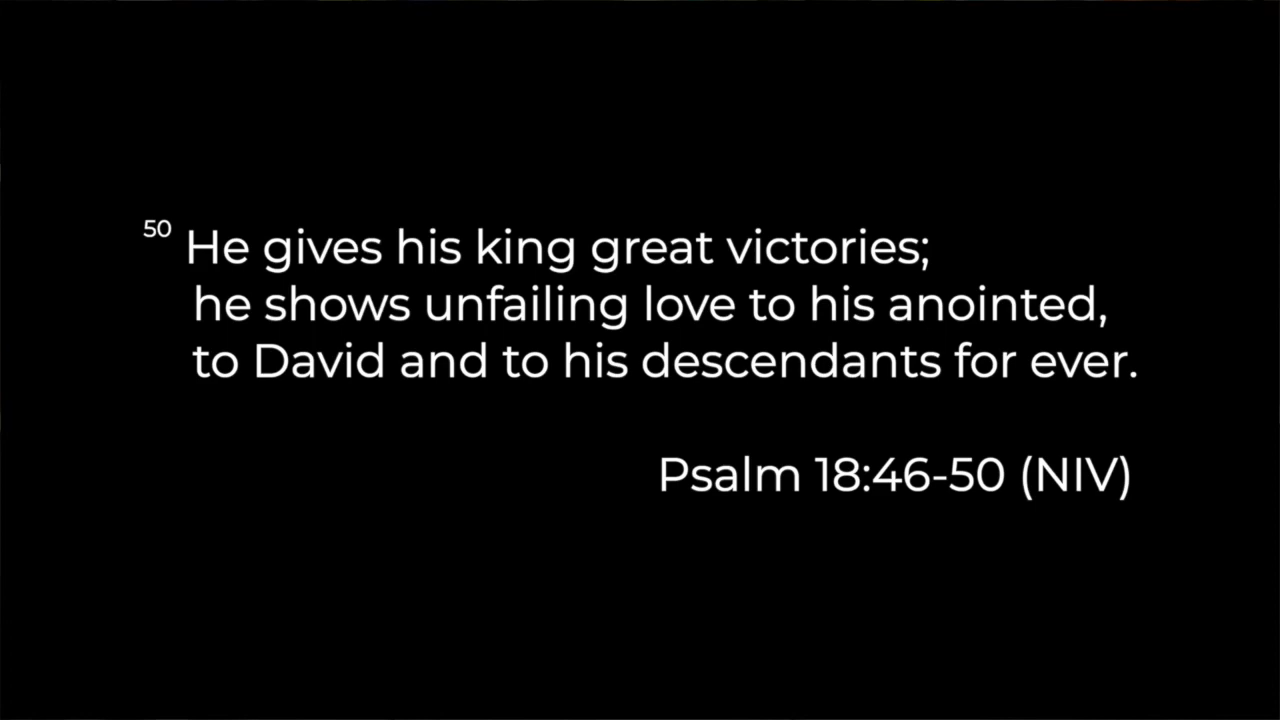 50 He gives his king great victories;
he shows unfailing love to his anointed,
to David and to his descendants for ever.
Psalm 18:46-50 (NIV)